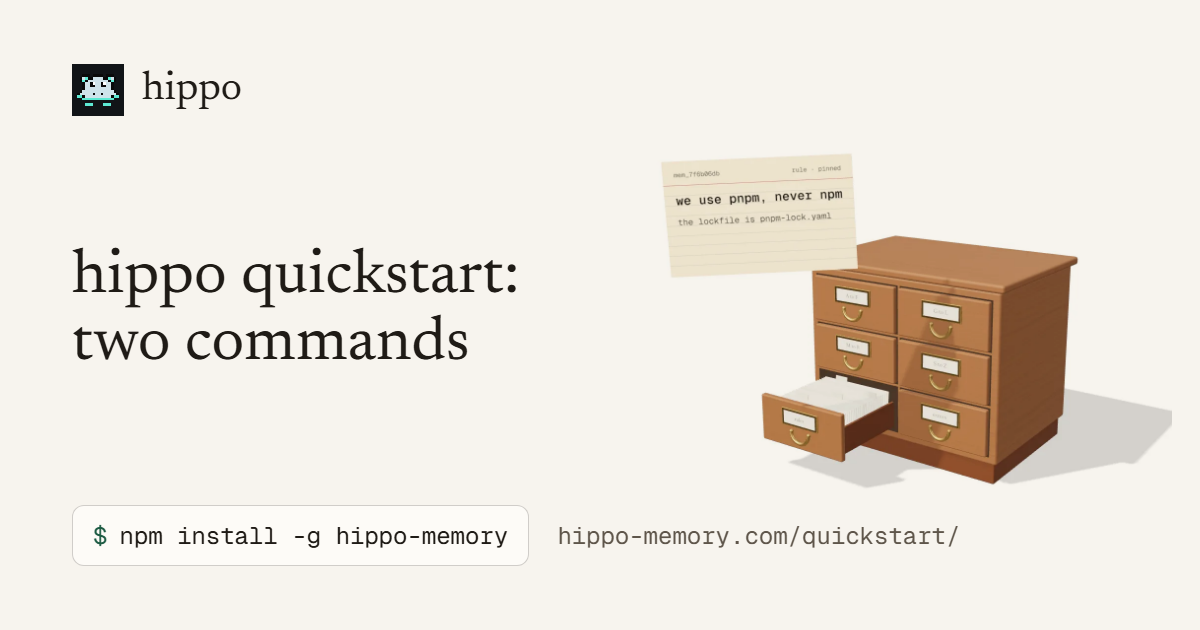 hippo
mem_7f6b06db
rule · pinned
we use pnpm, never npm
the lockfile is pnpm-lock.yaml
hippo quickstart:
two commands
$ npm install -g hippo-memory
hippo-memory.com/quickstart/